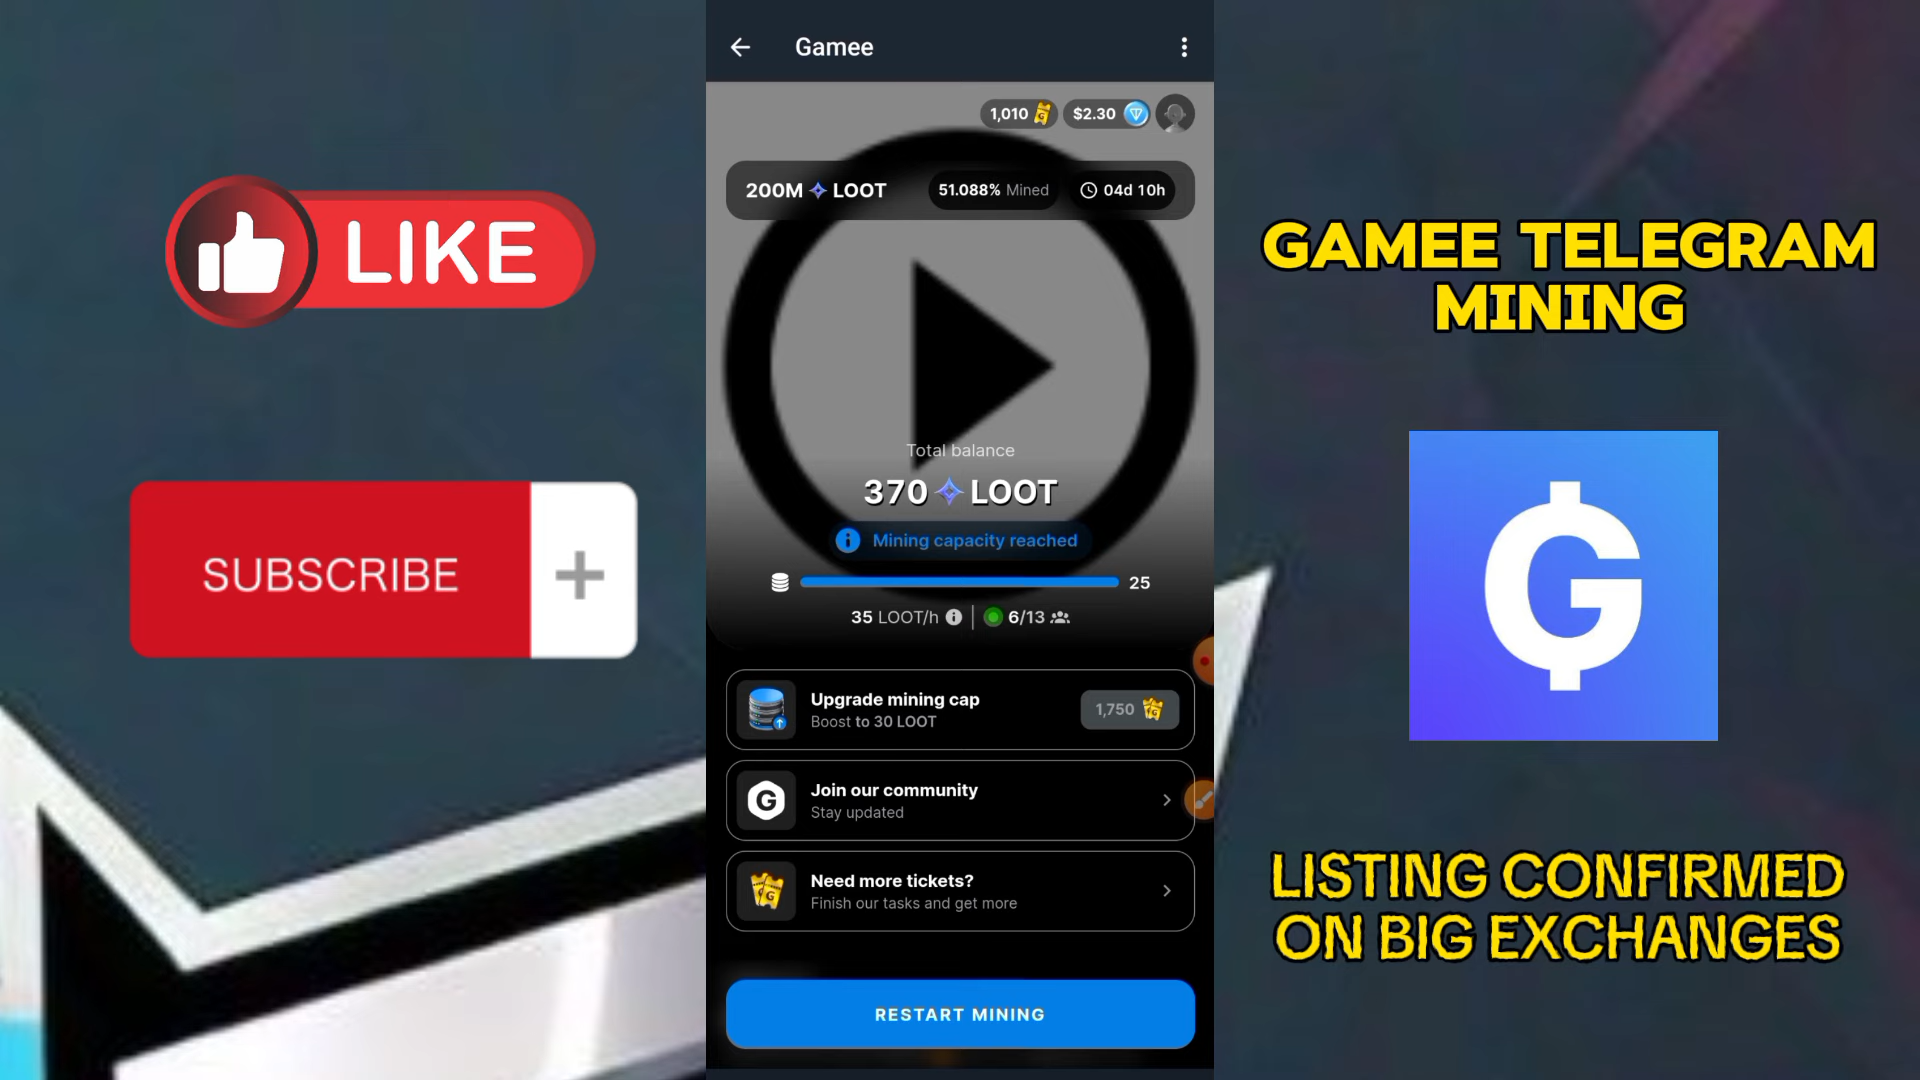 LIKE
SUBSCRIBE
Gamee
1,010
$2.30
200M LOOT
51.088% Mined
04d 10h
Total balance
370 LOOT
Mining capacity reached
25
35 LOOT/h
6/13
Upgrade mining cap
Boost to 30 LOOT
1,750
Join our community
Stay updated
Need more tickets?
Finish our tasks and get more
RESTART MINING
GAMEE TELEGRAM
MINING
LISTING CONFIRMED
ON BIG EXCHANGES